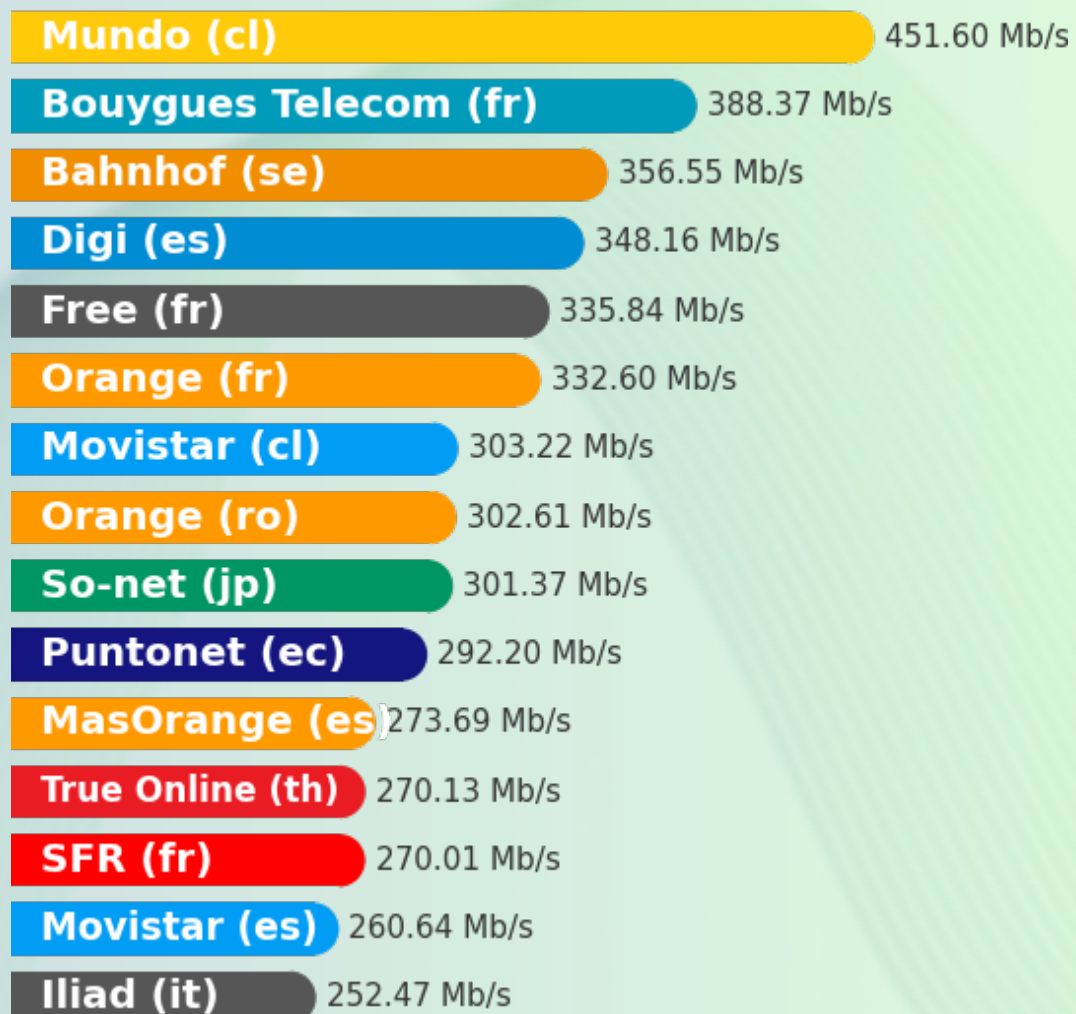 Mundo (cl) 451.60 Mb/s
Bouygues Telecom (fr) 388.37 Mb/s
Bahnhof (se) 356.55 Mb/s
Digi (es) 348.16 Mb/s
Free (fr) 335.84 Mb/s
Orange (fr) 332.60 Mb/s
Movistar (cl) 303.22 Mb/s
Orange (ro) 302.61 Mb/s
So-net (jp) 301.37 Mb/s
Puntonet (ec) 292.20 Mb/s
MasOrange (es) 273.69 Mb/s
True Online (th) 270.13 Mb/s
SFR (fr) 270.01 Mb/s
Movistar (es) 260.64 Mb/s
Iliad (it) 252.47 Mb/s